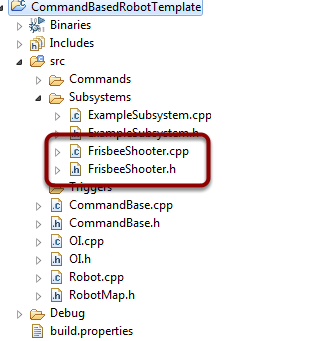 CommandBasedRobotTemplate
Binaries
Includes
src
Commands
Subsystems
ExampleSubsystem.cpp
ExampleSubsystem.h
FrisbeeShooter.cpp
FrisbeeShooter.h
Triggers
CommandBase.cpp
CommandBase.h
OI.cpp
OI.h
Robot.cpp
RobotMap.h
Debug
build.properties